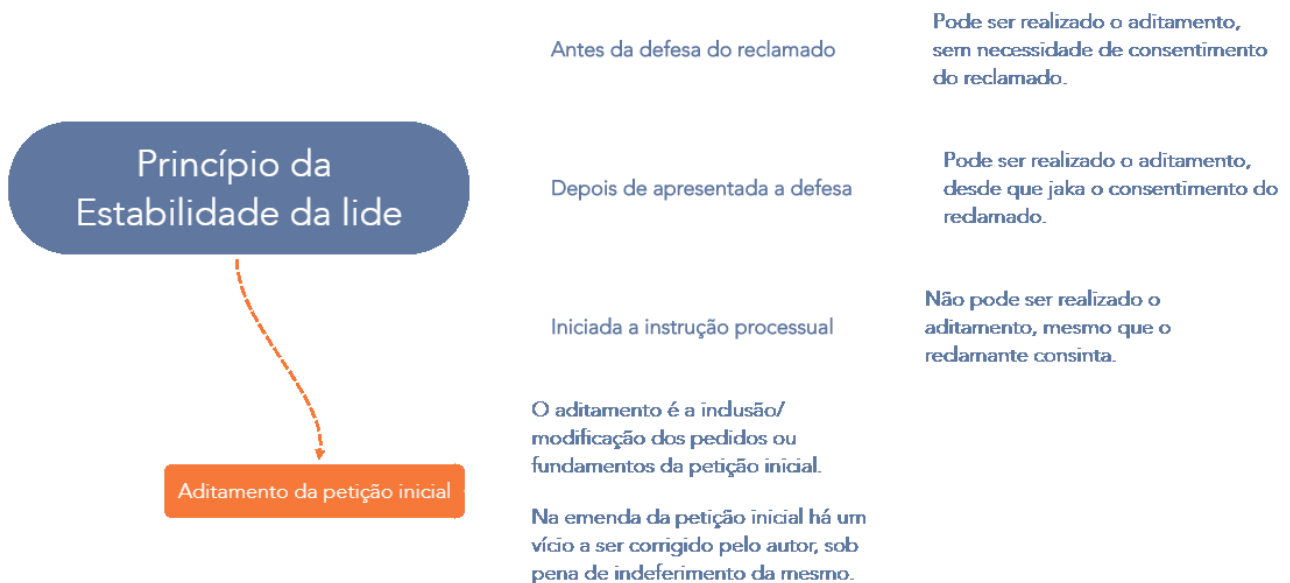 Princípio da
Estabilidade da lide
Antes da defesa do reclamado
Pode ser realizado o aditamento,
sem necessidade de consentimento
do reclamado.
Depois de apresentada a defesa
Pode ser realizado o aditamento,
desde que jaka o consentimento do
reclamado.
Iniciada a instrução processual
Não pode ser realizado o
aditamento, mesmo que o
reclamante consinta.
Aditamento da petição inicial
O aditamento é a inclusão/
modificação dos pedidos ou
fundamentos da petição inicial.
Na emenda da petição inicial há um
vício a ser corrigido pelo autor, sob
pena de indeferimento da mesmo.